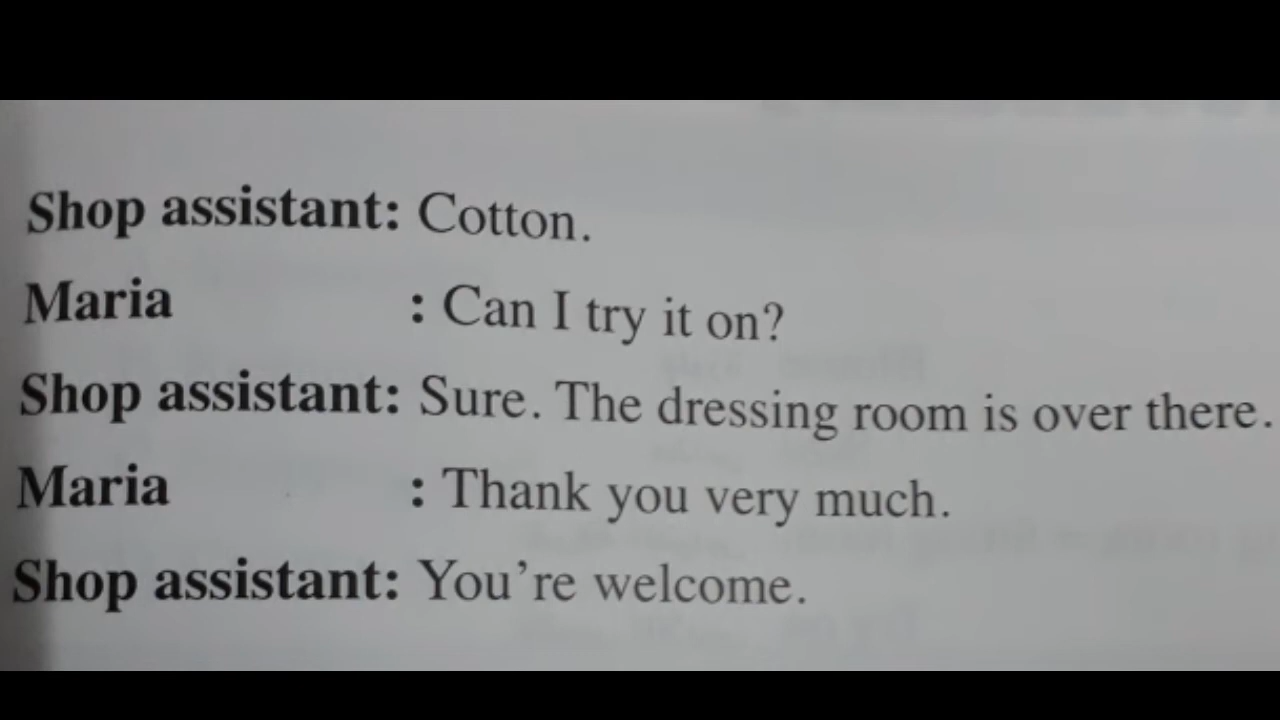 Shop assistant: Cotton.
Maria : Can I try it on?
Shop assistant: Sure. The dressing room is over there.
Maria : Thank you very much.
Shop assistant: You're welcome.